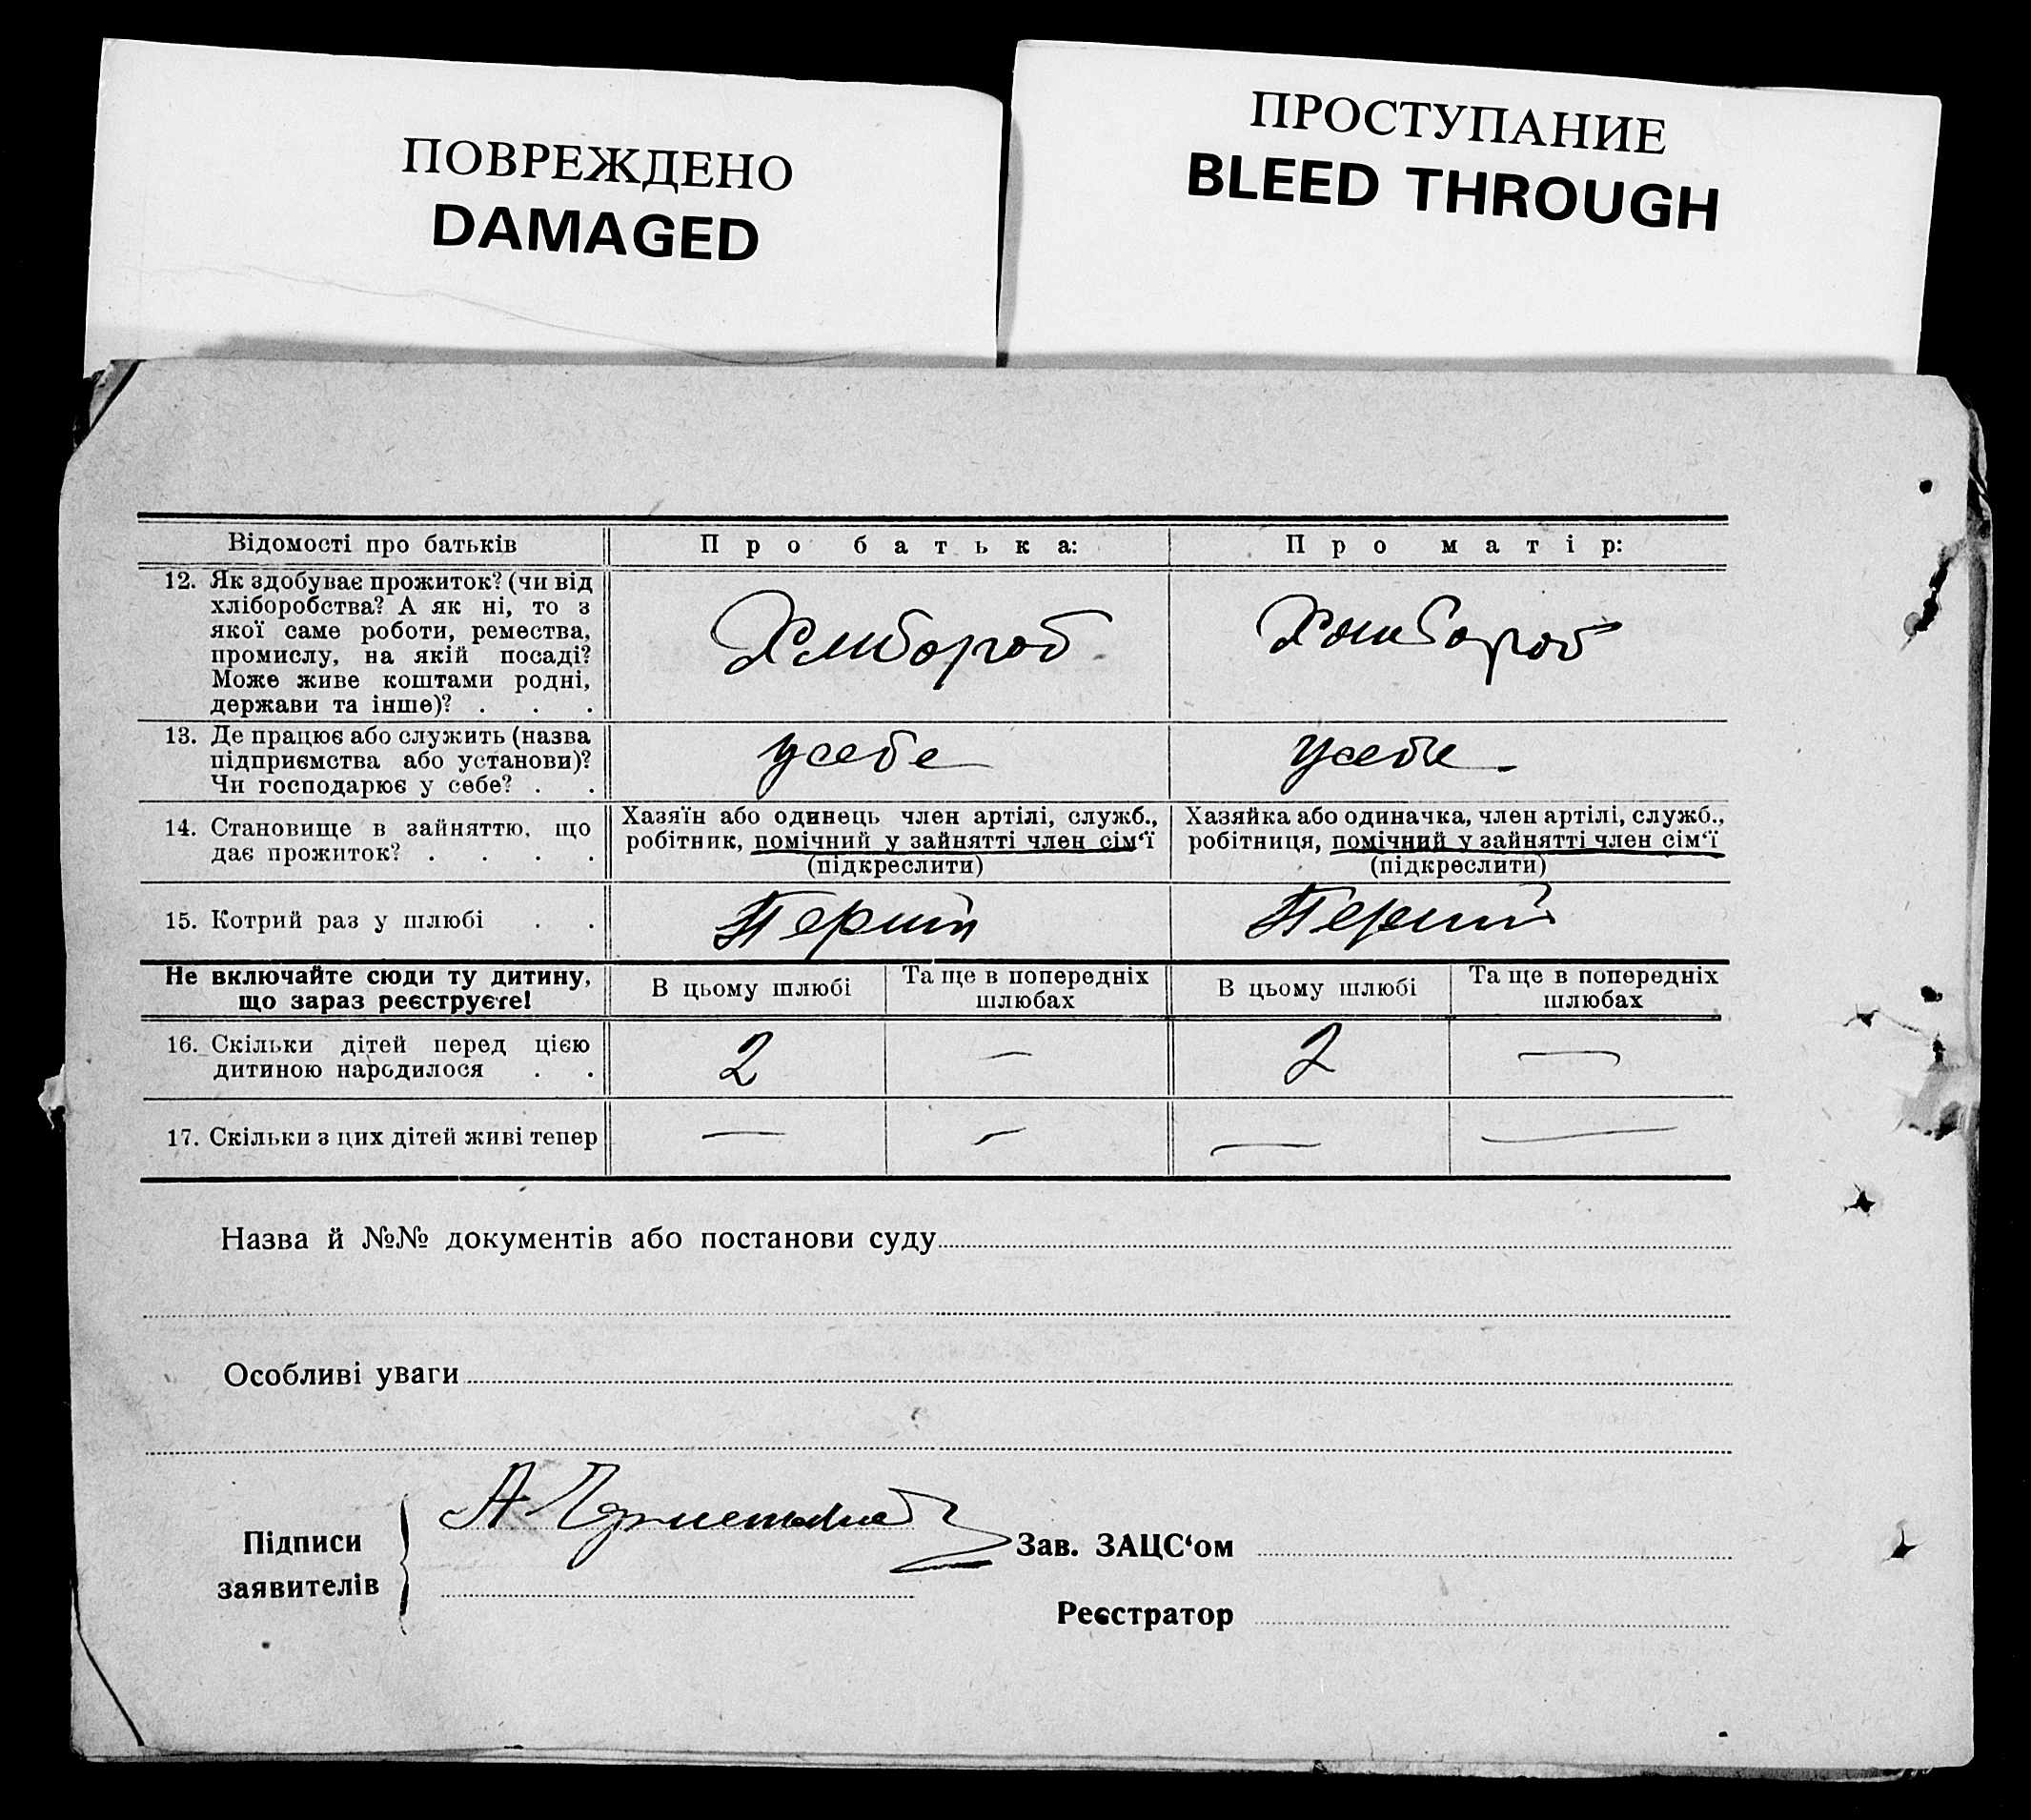 ПОВРЕЖДЕНО
DAMAGED
ПРОСТУПАНИЕ
BLEED THROUGH
Відомості про батьків
Про батька:
Про матір:
12. Як здобуває прожиток? (чи від
хліборобства? А як ні, то з
якої саме роботи, ремества,
промислу, на якій посаді?
Може живе коштами родні,
держави та інше)? . . .
Хлибороб
Хлибороб
13. Де працює або служить (назва
підприємства або установи)?
Чи господарює у себе? . .
у себе
у себе
14. Становище в зайняттю, що
дає прожиток? . . . .
Хазяїн або одинець член артілі, служб.,
робітник, помічний у зайнятті член сім‘ї
(підкреслити)
Хазяйка або одиначка, член артілі, служб.,
робітниця, помічний у зайнятті член сім‘ї
(підкреслити)
15. Котрий раз у шлюбі . .
Перший
Перший
Не включайте сюди ту дитину,
що зараз реєструєте!
В цьому шлюбі
Та ще в попередніх
шлюбах
В цьому шлюбі
Та ще в попередніх
шлюбах
16. Скільки дітей перед цією
дитиною народилося . .
2
—
2
—
17. Скільки з цих дітей живі тепер
—
—
—
—
Назва й №№ документів або постанови суду
Особливі уваги
Підписи
заявителів
А
Зав. ЗАЦС‘ом
Реєстратор